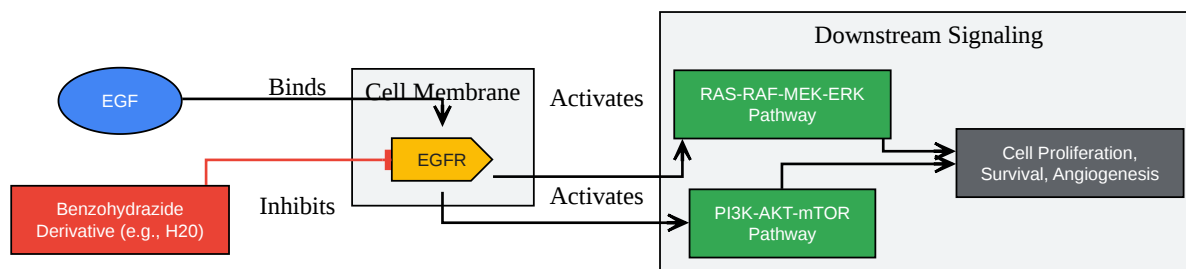 Downstream Signaling
EGF
Binds
Cell Membrane
Activates
RAS-RAF-MEK-ERK
Pathway
EGFR
Cell Proliferation,
Survival, Angiogenesis
Benzohydrazide
Derivative (e.g., H20)
Inhibits
Activates
PI3K-AKT-mTOR
Pathway